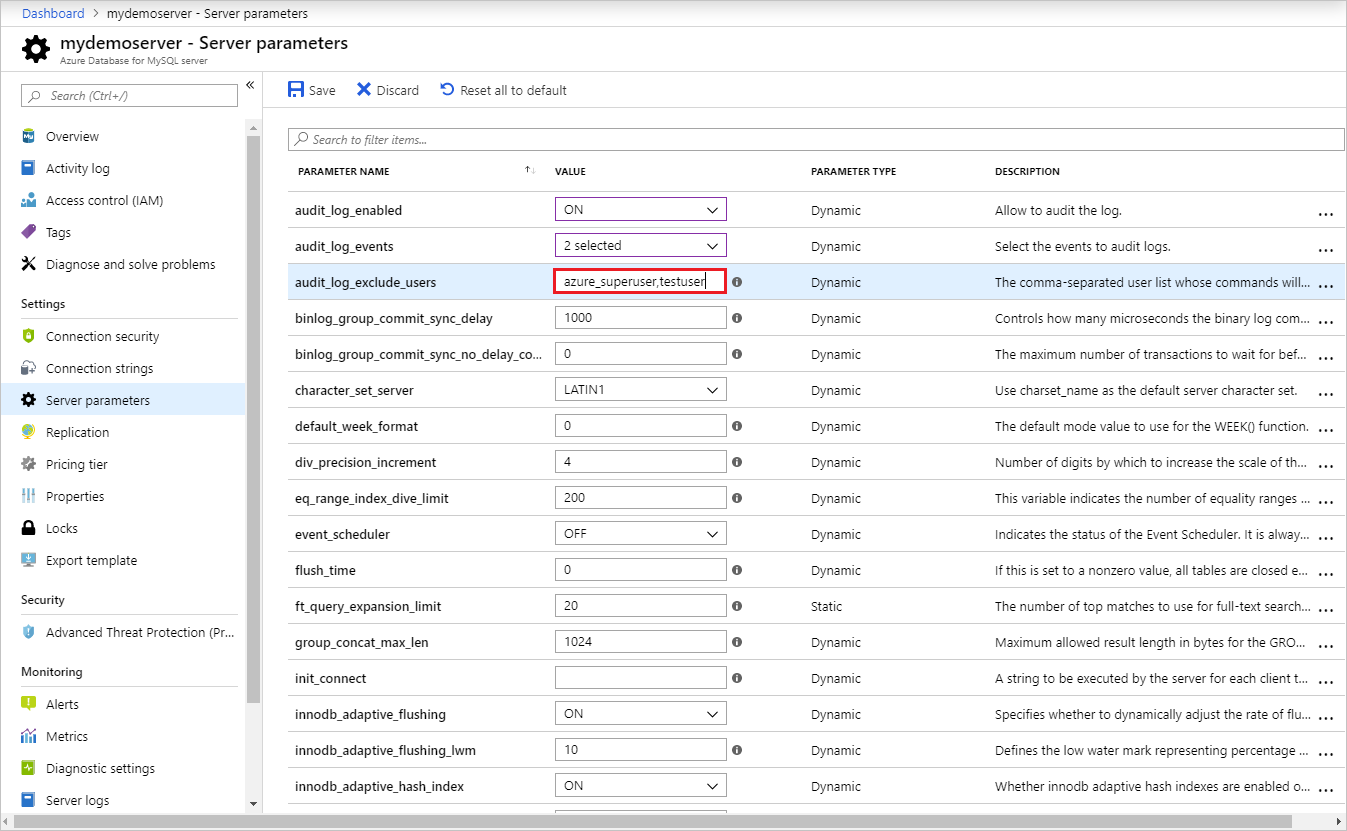 Dashboard > mydemoserver - Server parameters
mydemoserver - Server parameters
Azure Database for MySQL server
Search (Ctrl+/)
«
Save Discard Reset all to default
Search to filter items...
Overview
Activity log
Access control (IAM)
Tags
Diagnose and solve problems
Settings
Connection security
Connection strings
Server parameters
Replication
Pricing tier
Properties
Locks
Export template
Security
Advanced Threat Protection (Pr...
Monitoring
Alerts
Metrics
Diagnostic settings
Server logs
PARAMETER NAME VALUE PARAMETER TYPE DESCRIPTION
audit_log_enabled ON Dynamic Allow to audit the log. ...
audit_log_events 2 selected Dynamic Select the events to audit logs. ...
audit_log_exclude_users azure_superuser,testuser Dynamic The comma-separated user list whose commands will... ...
binlog_group_commit_sync_delay 1000 Dynamic Controls how many microseconds the binary log com... ...
binlog_group_commit_sync_no_delay_co... 0 Dynamic The maximum number of transactions to wait for bef... ...
character_set_server LATIN1 Dynamic Use charset_name as the default server character set. ...
default_week_format 0 Dynamic The default mode value to use for the WEEK() function. ...
div_precision_increment 4 Dynamic Number of digits by which to increase the scale of th... ...
eq_range_index_dive_limit 200 Dynamic This variable indicates the number of equality ranges ... ...
event_scheduler OFF Dynamic Indicates the status of the Event Scheduler. It is alway... ...
flush_time 0 Dynamic If this is set to a nonzero value, all tables are closed e... ...
ft_query_expansion_limit 20 Static The number of top matches to use for full-text search... ...
group_concat_max_len 1024 Dynamic Maximum allowed result length in bytes for the GRO... ...
init_connect Dynamic A string to be executed by the server for each client t... ...
innodb_adaptive_flushing ON Dynamic Specifies whether to dynamically adjust the rate of flu... ...
innodb_adaptive_flushing_lwm 10 Dynamic Defines the low water mark representing percentage ... ...
innodb_adaptive_hash_index ON Dynamic Whether innodb adaptive hash indexes are enabled o... ...